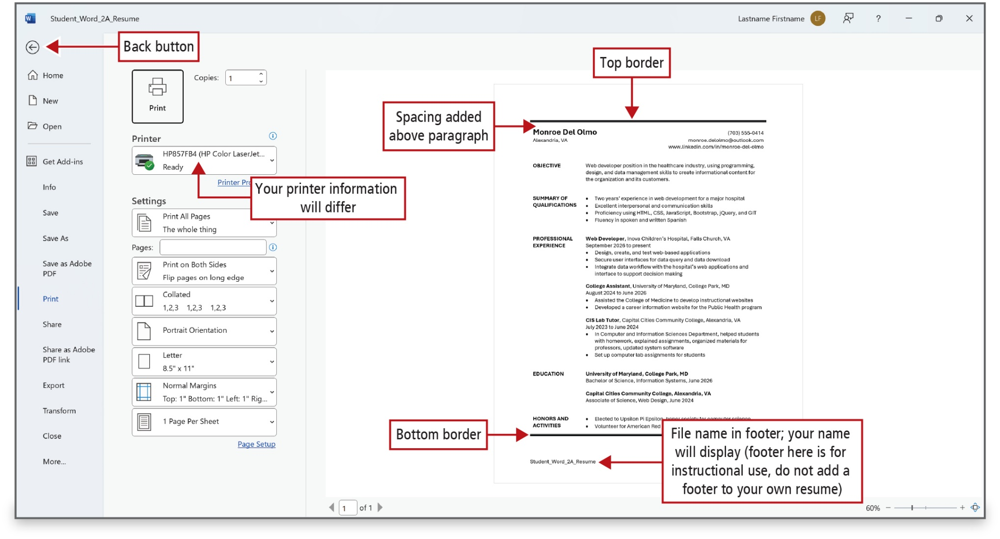 Student_Word_2A_Resume
Lastname Firstname
LF
?
Back button
Home
New
Open
Get Add-ins
Info
Save
Save As
Save as Adobe
PDF
Print
Share
Share as Adobe
PDF link
Export
Transform
Close
More...
Print
Copies:
1
Printer
HP857FB4 (HP Color LaserJet...
Ready
Printer Pro
Your printer information
will differ
Settings
Print All Pages
The whole thing
Pages:
Print on Both Sides
Flip pages on long edge
Collated
1,2,3 1,2,3 1,2,3
Portrait Orientation
Letter
8.5" x 11"
Normal Margins
Top: 1" Bottom: 1" Left: 1" Rig...
1 Page Per Sheet
Page Setup
Top border
Spacing added
above paragraph
Monroe Del Olmo
Alexandria, VA
(703) 555-0414
monroe.delolmo@outlook.com
www.linkedin.com/in/monroe-del-olmo
OBJECTIVE
Web developer position in the healthcare industry, using programming,
design, and data management skills to create informational content for
the organization and its customers.
SUMMARY OF
QUALIFICATIONS
• Two years' experience in web development for a major hospital
• Excellent interpersonal and communication skills
• Proficiency using HTML, CSS, JavaScript, Bootstrap, jQuery, and GIT
• Fluency in spoken and written Spanish
PROFESSIONAL
EXPERIENCE
Web Developer, Inova Children's Hospital, Falls Church, VA
September 2026 to present
• Design, create, and test web-based applications
• Secure user interfaces for data query and data download
• Integrate data workflow with the hospital's web applications and
interface to support decision making
College Assistant, University of Maryland, College Park, MD
August 2024 to June 2026
• Assisted the College of Medicine to develop instructional websites
• Developed a career information website for the Public Health program
CIS Lab Tutor, Capital Cities Community College, Alexandria, VA
July 2023 to June 2024
• In Computer and Information Sciences Department, helped students
with homework, explained assignments, organized materials for
professors, updated system software
• Set up computer lab assignments for students
EDUCATION
University of Maryland, College Park, MD
Bachelor of Science, Information Systems, June 2026
Capital Cities Community College, Alexandria, VA
Associate of Science, Web Design, June 2024
HONORS AND
ACTIVITIES
• Elected to Upsilon Pi Epsilon, honor society for computer science
• Volunteer for American Red
Bottom border
Student_Word_2A_Resume
File name in footer; your name
will display (footer here is for
instructional use, do not add a
footer to your own resume)
1
of 1
60%